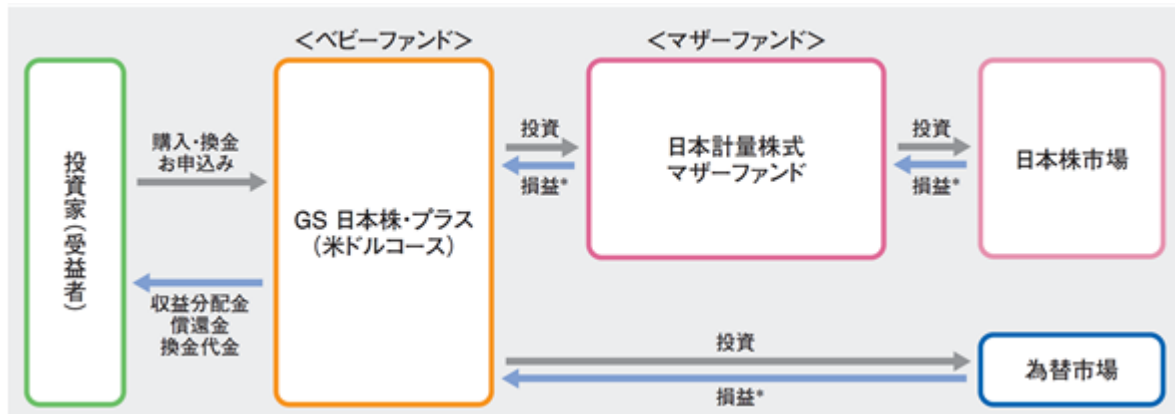 <ベビーファンド>
<マザーファンド>
投資家(受益者)
購入・換金
お申込み
収益分配金
償還金
換金代金
GS 日本株・プラス
(米ドルコース)
投資
損益*
日本計量株式
マザーファンド
投資
損益*
日本株市場
投資
損益*
為替市場